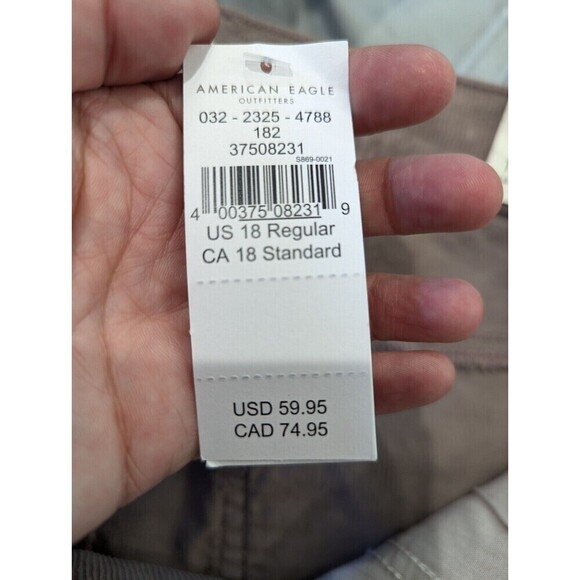 AMERICAN EAGLE
OUTFITTERS
032 - 2325 - 4788
182
37508231
S869-0021
4 00375 08231 9
US 18 Regular
CA 18 Standard
USD 59.95
CAD 74.95